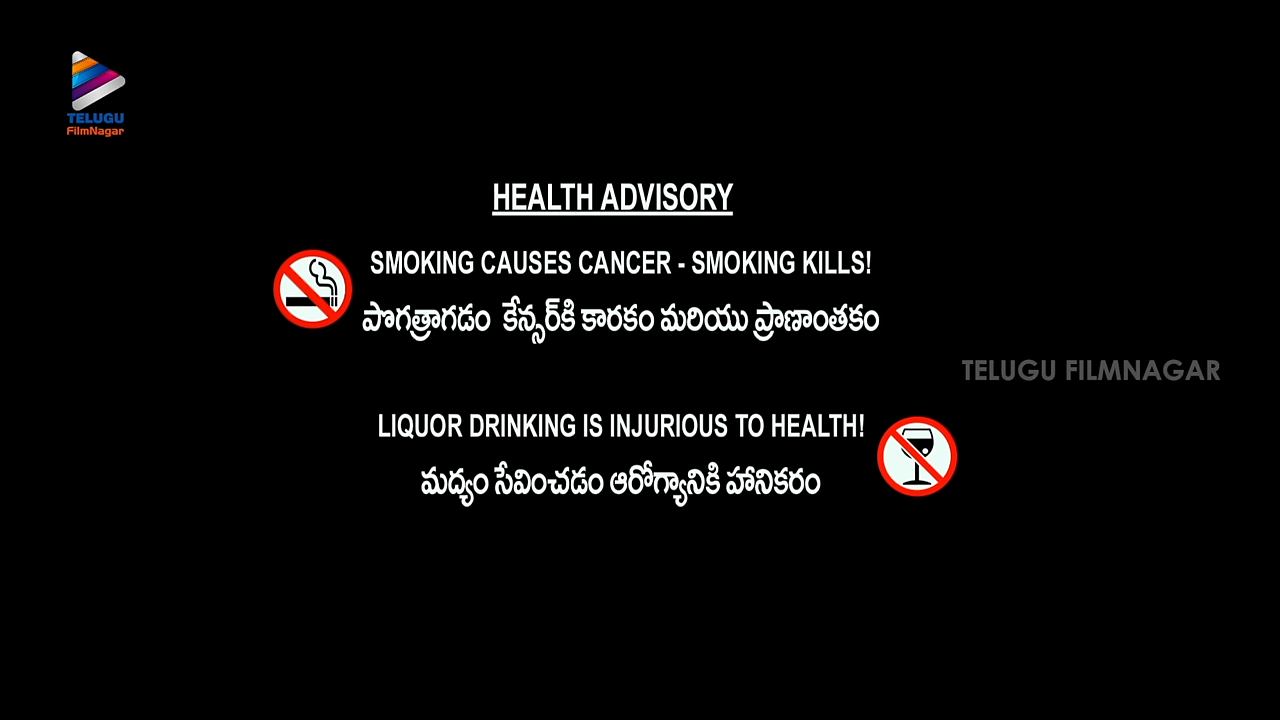 TELUGU
FilmNagar
HEALTH ADVISORY
SMOKING CAUSES CANCER - SMOKING KILLS!
పొగత్రాగడం కేన్సర్‌కి కారకం మరియు ప్రాణాంతకం
TELUGU FILMNAGAR
LIQUOR DRINKING IS INJURIOUS TO HEALTH!
మద్యం సేవించడం ఆరోగ్యానికి హానికరం